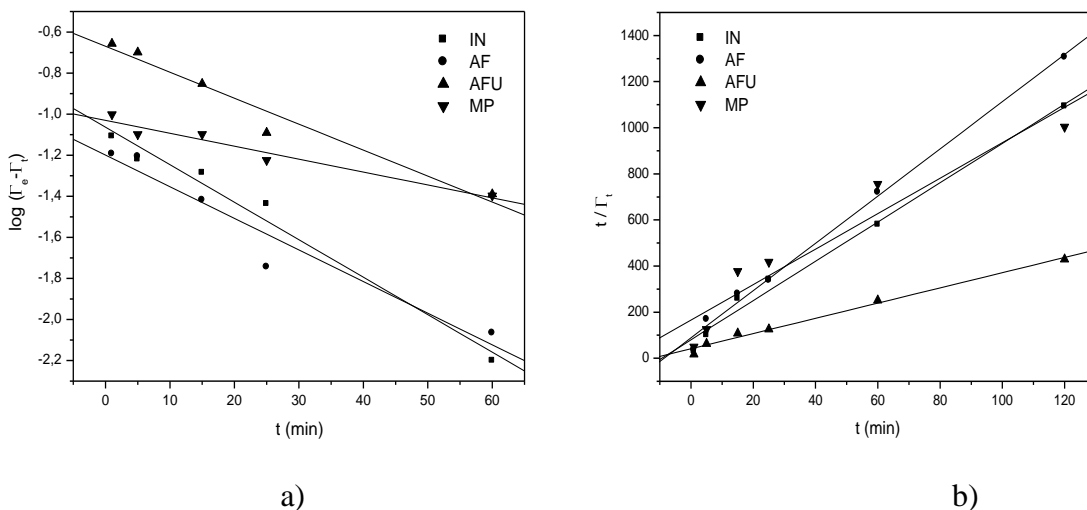 -0,6
-0,8
-1,0
-1,2
-1,4
-1,6
-1,8
-2,0
-2,2
log (Γe-Γt)
IN
AF
AFU
MP
0 10 20 30 40 50 60
t (min)
a)
1400
1200
1000
800
600
400
200
0
t / Γt
IN
AF
AFU
MP
0 20 40 60 80 100 120
t (min)
b)